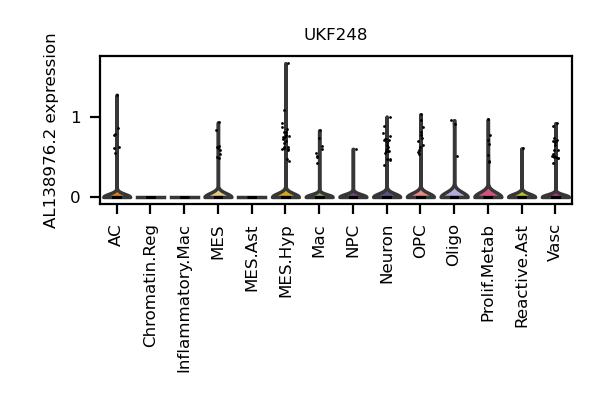 UKF248
AL138976.2 expression
1
0
AC
Chromatin.Reg
Inflammatory.Mac
MES
MES.Ast
MES.Hyp
Mac
NPC
Neuron
OPC
Oligo
Prolif.Metab
Reactive.Ast
Vasc